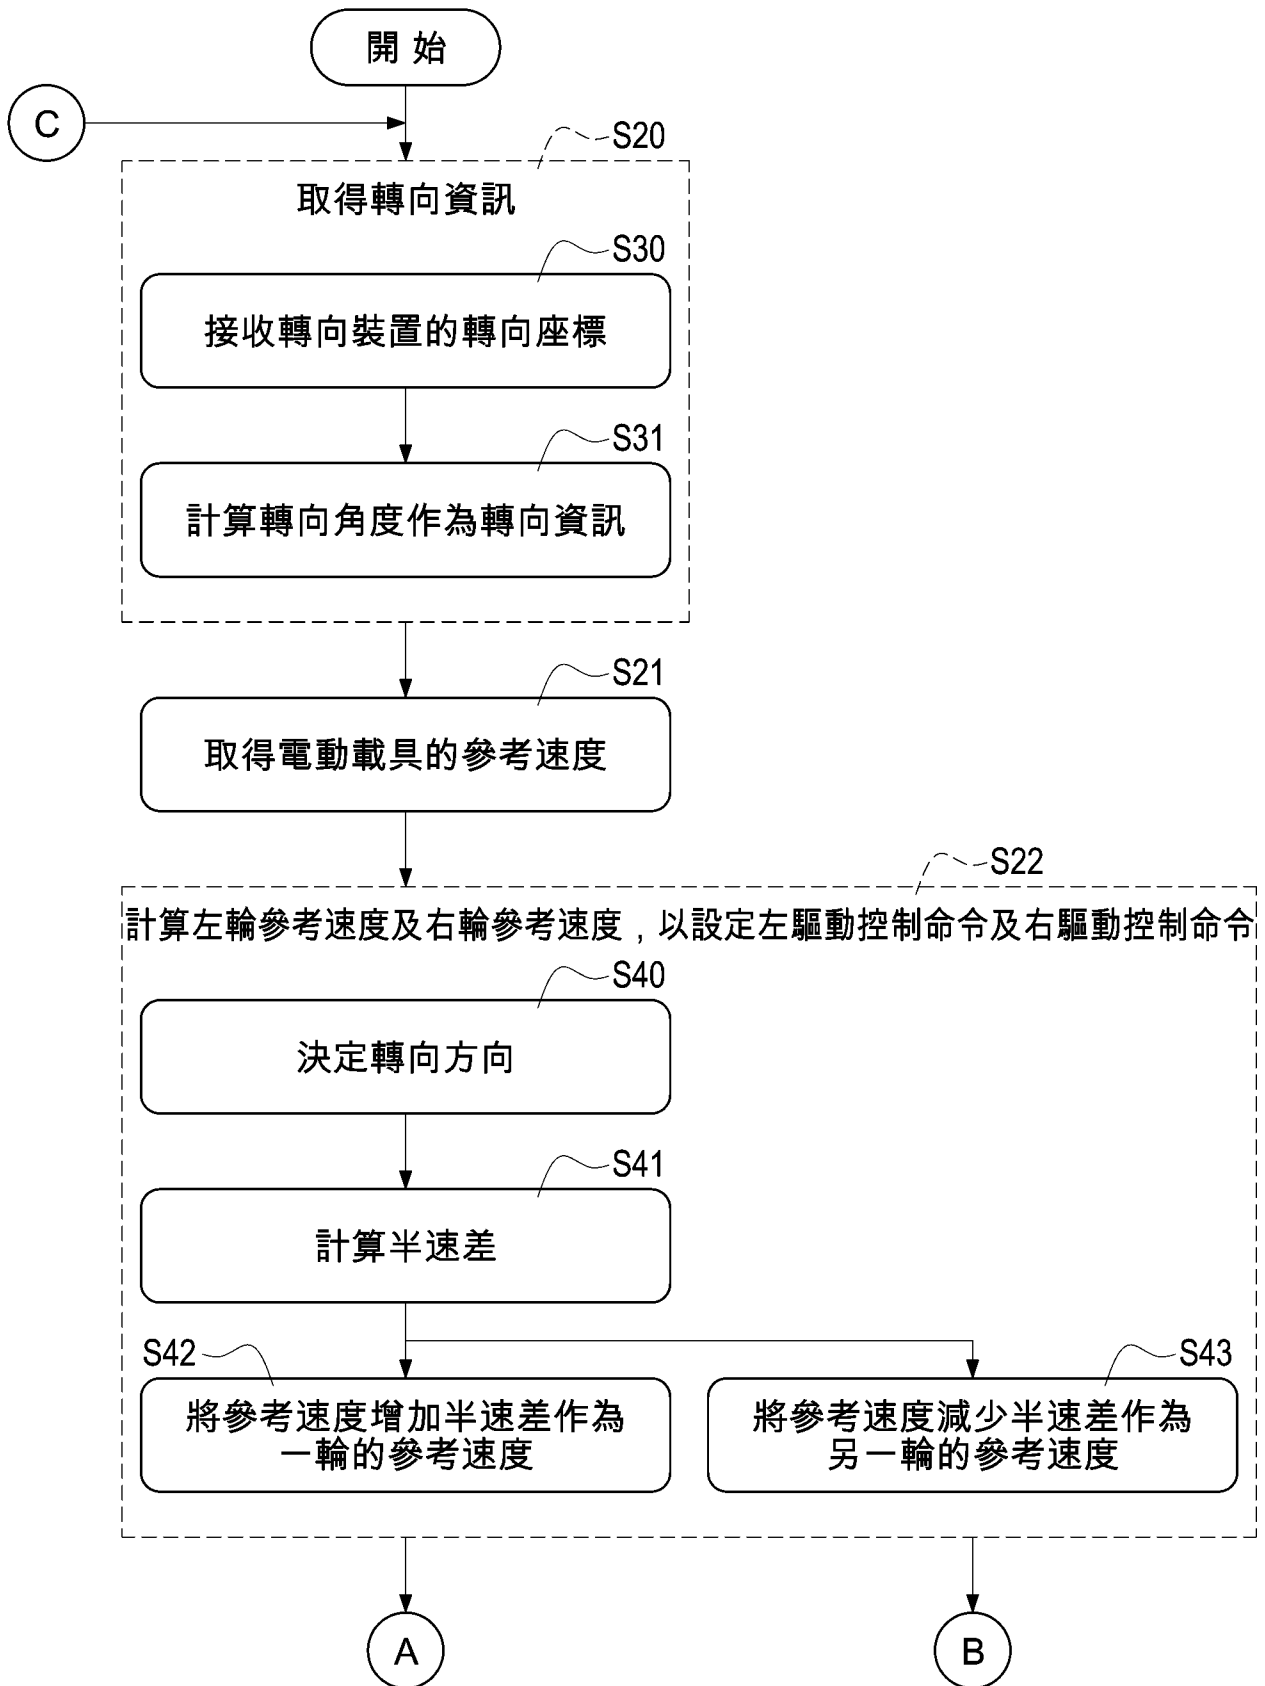 開始
C
S20
取得轉向資訊
S30
接收轉向裝置的轉向座標
S31
計算轉向角度作為轉向資訊
S21
取得電動載具的參考速度
S22
計算左輪參考速度及右輪參考速度，以設定左驅動控制命令及右驅動控制命令
S40
決定轉向方向
S41
計算半速差
S42
將參考速度增加半速差作為
一輪的參考速度
S43
將參考速度減少半速差作為
另一輪的參考速度
A
B